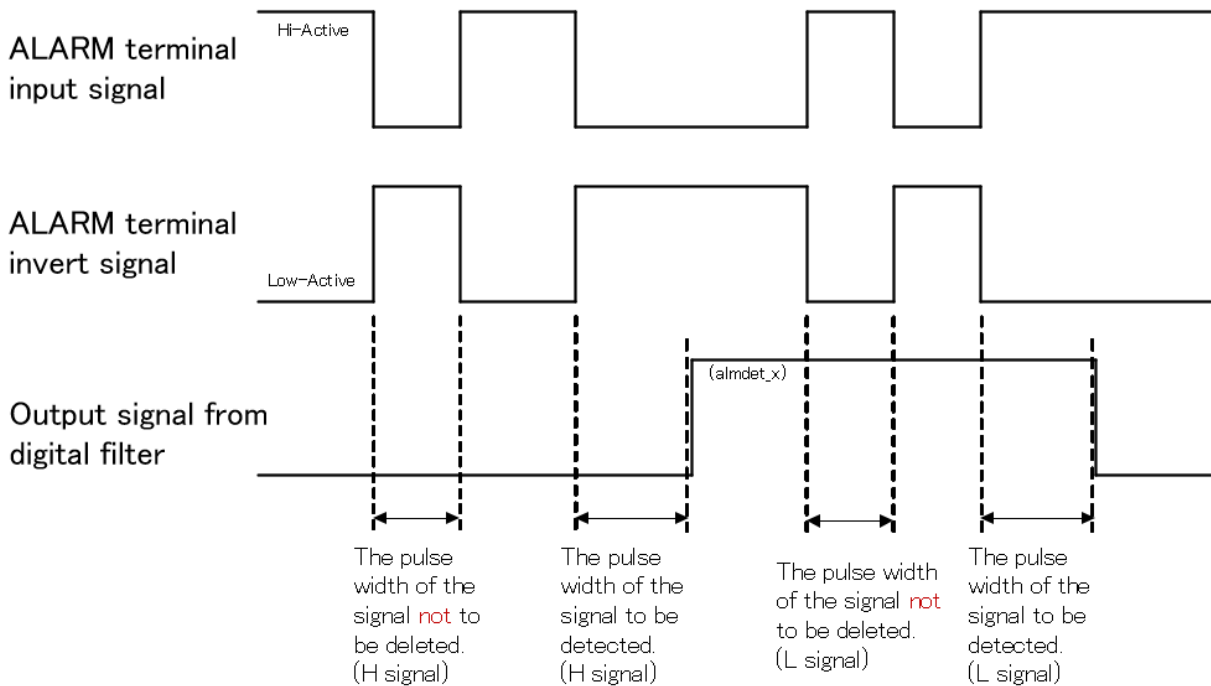 ALARM terminal
input signal
Hi-Active
ALARM terminal
invert signal
Low-Active
Output signal from
digital filter
(almdet_x)
The pulse
width of the
signal not to
be deleted.
(H signal)
The pulse
width of the
signal to be
detected.
(H signal)
The pulse width
of the signal not
to be deleted.
(L signal)
The pulse
width of the
signal to be
detected.
(L signal)